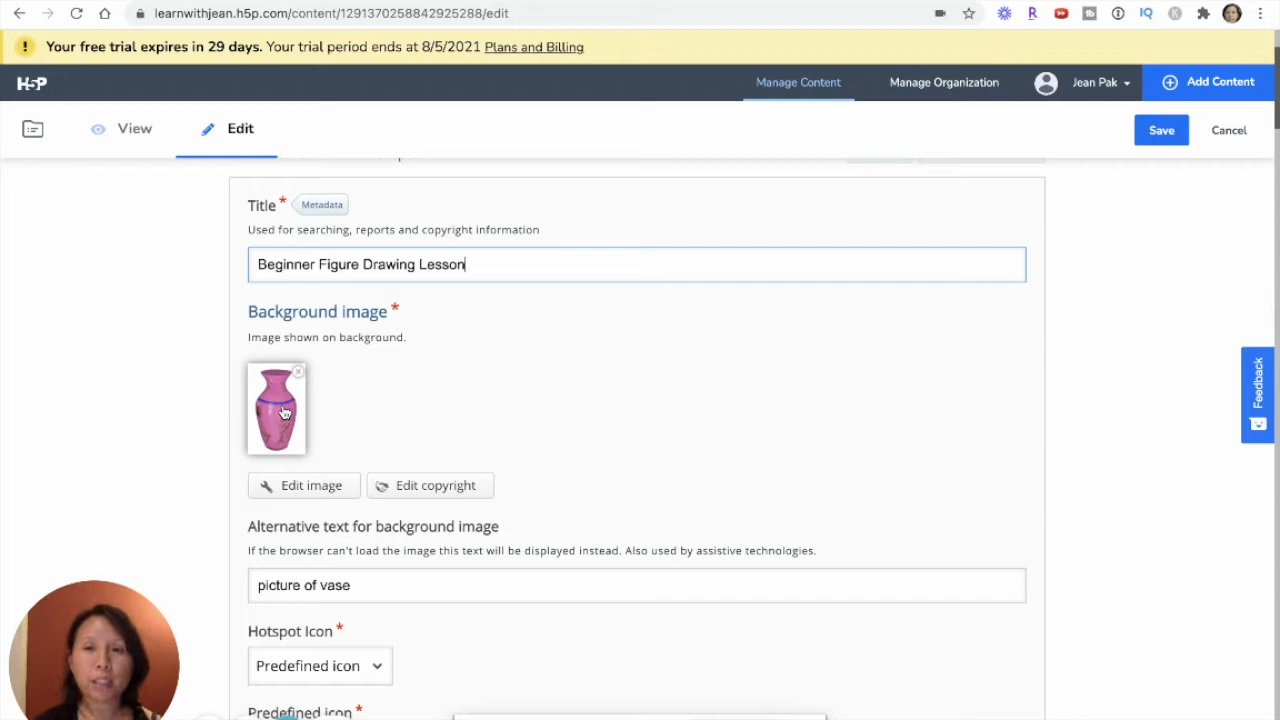 learnwithjean.h5p.com/content/1291370258842925288/edit
! Your free trial expires in 29 days. Your trial period ends at 8/5/2021 Plans and Billing
H5P Manage Content Manage Organization Jean Pak Add Content
View Edit Save Cancel
Title * Metadata
Used for searching, reports and copyright information
Beginner Figure Drawing Lesson
Background image *
Image shown on background.
Feedback
Edit image Edit copyright
Alternative text for background image
If the browser can't load the image this text will be displayed instead. Also used by assistive technologies.
picture of vase
Hotspot Icon *
Predefined icon
Predefined icon *